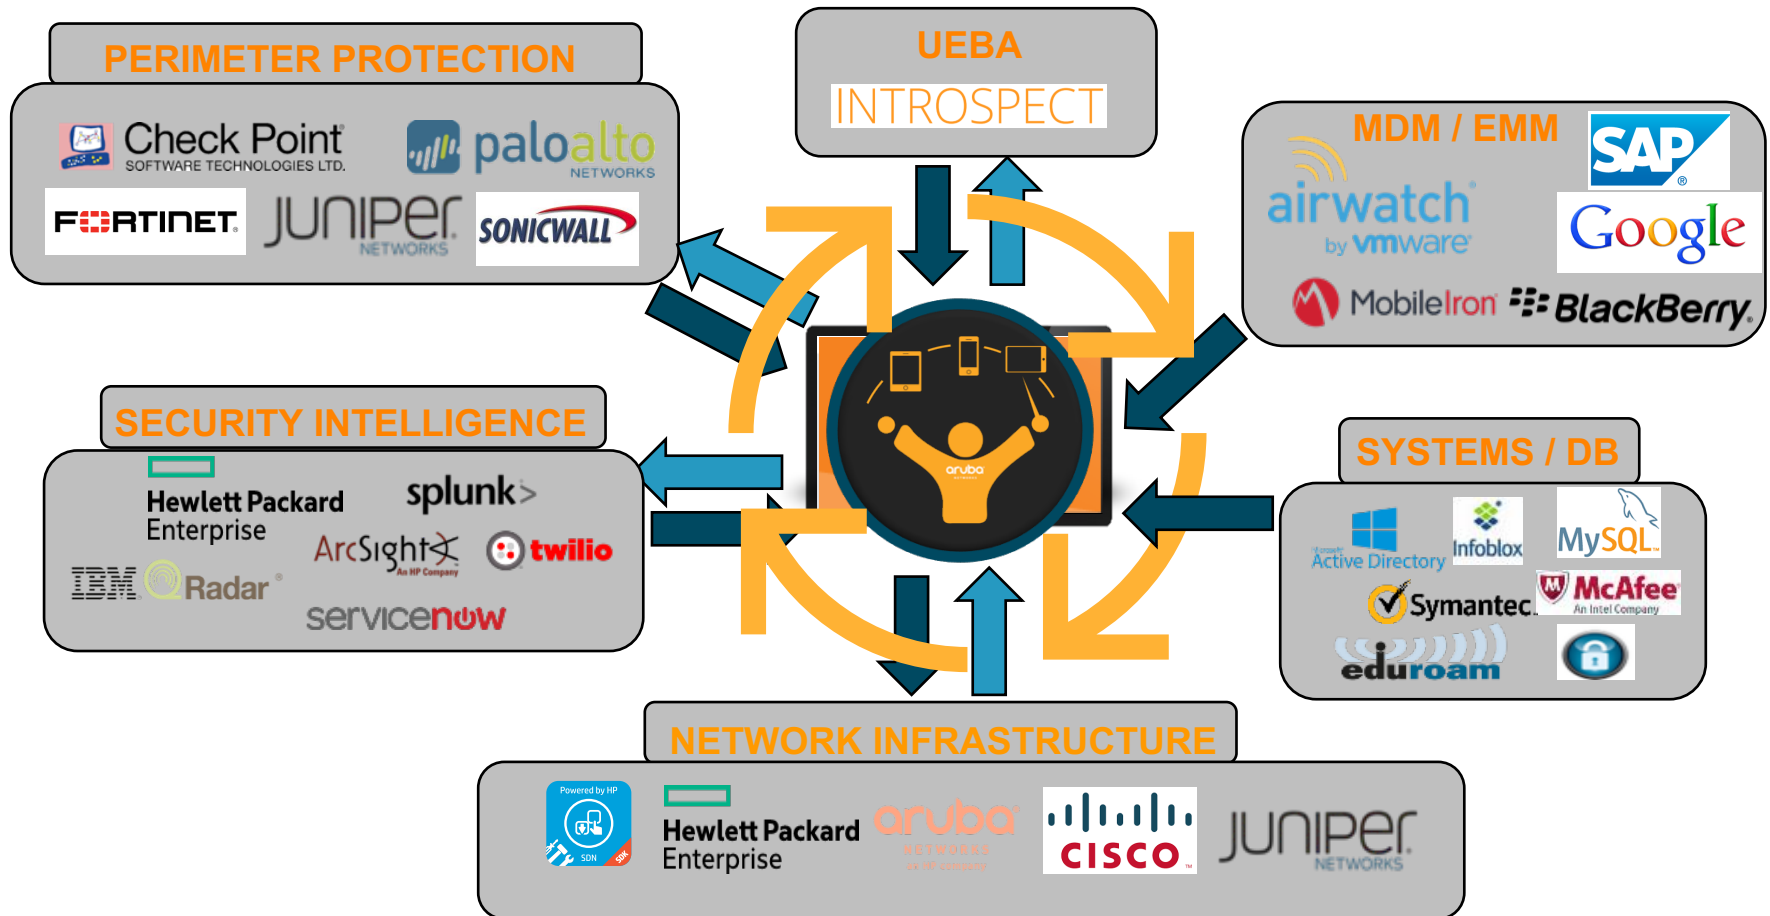 PERIMETER PROTECTION
Check Point
SOFTWARE TECHNOLOGIES LTD.
paloalto
NETWORKS
FORTINET
JUNIPER
NETWORKS
SONICWALL
UEBA
INTROSPECT
MDM / EMM
SAP
airwatch
by vmware
Google
MobileIron
BlackBerry
SECURITY INTELLIGENCE
Hewlett Packard
Enterprise
splunk>
ArcSight
An HP Company
twilio
IBM
QRadar
servicenow
aruba
SYSTEMS / DB
Active Directory
Infoblox
MySQL
Symantec.
McAfee
An Intel Company
eduroam
NETWORK INFRASTRUCTURE
Powered by HP
SDN
SDK
Hewlett Packard
Enterprise
aruba
NETWORKS
CISCO
JUNIPER
NETWORKS